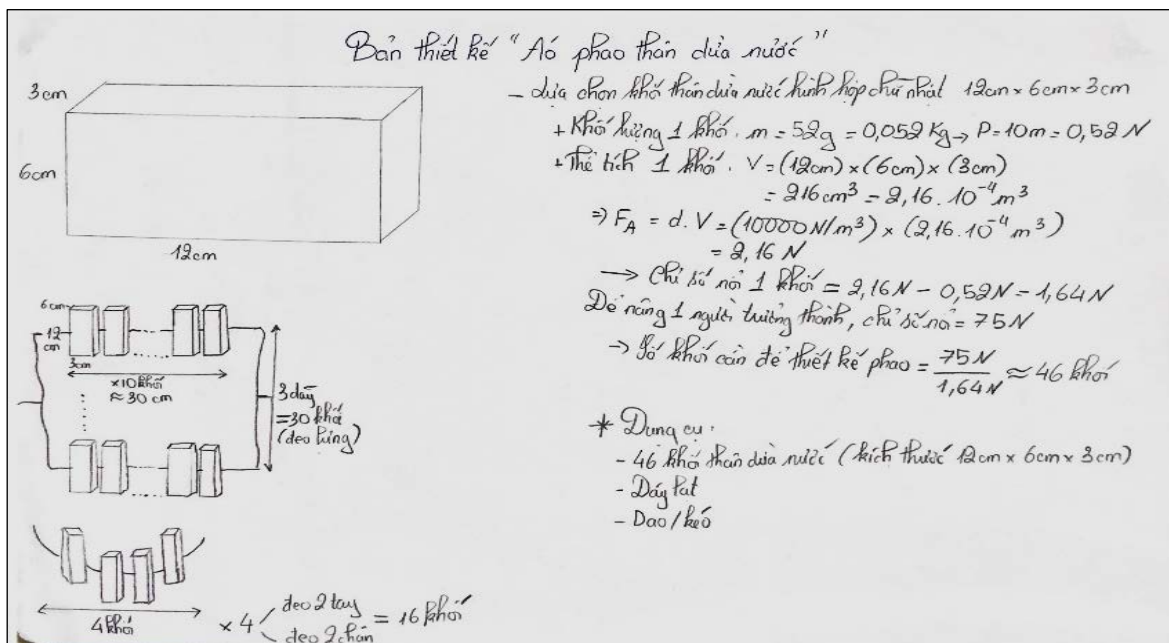 Bản thiết kế "Aó phao thân dừa nước"
3cm
6cm
12cm
- Lựa chọn khối thân dừa nước hình hộp chữ nhật 12cm × 6cm × 3cm
+ Khối lượng 1 khối. m = 52g = 0,052 Kg → P = 10m = 0,52 N
+ Thể tích 1 khối. V = (12cm) × (6cm) × (3cm)
= 216 cm³ = 2,16 . 10⁻⁴ m³
⇒ F_A = d. V = (10000 N/m³) × (2,16 . 10⁻⁴ m³)
= 2,16 N
→ Chỉ số nổi 1 khối = 2,16N - 0,52N = 1,64N
Để nâng 1 người trưởng thành, chỉ số nổi = 75N
→ Số khối cần để thiết kế phao = 75N / 1,64N ≈ 46 khối
* Dụng cụ.
- 46 khối thân dừa nước (kích thước 12cm × 6cm × 3cm)
- Dây lat
- Dao / kéo
6cm
12
cm
3cm
×10 khối
≈ 30 cm
3 dãy
= 30 khối
(đeo lưng)
4 khối
× 4
đeo 2 tay
đeo 2 chân
= 16 khối